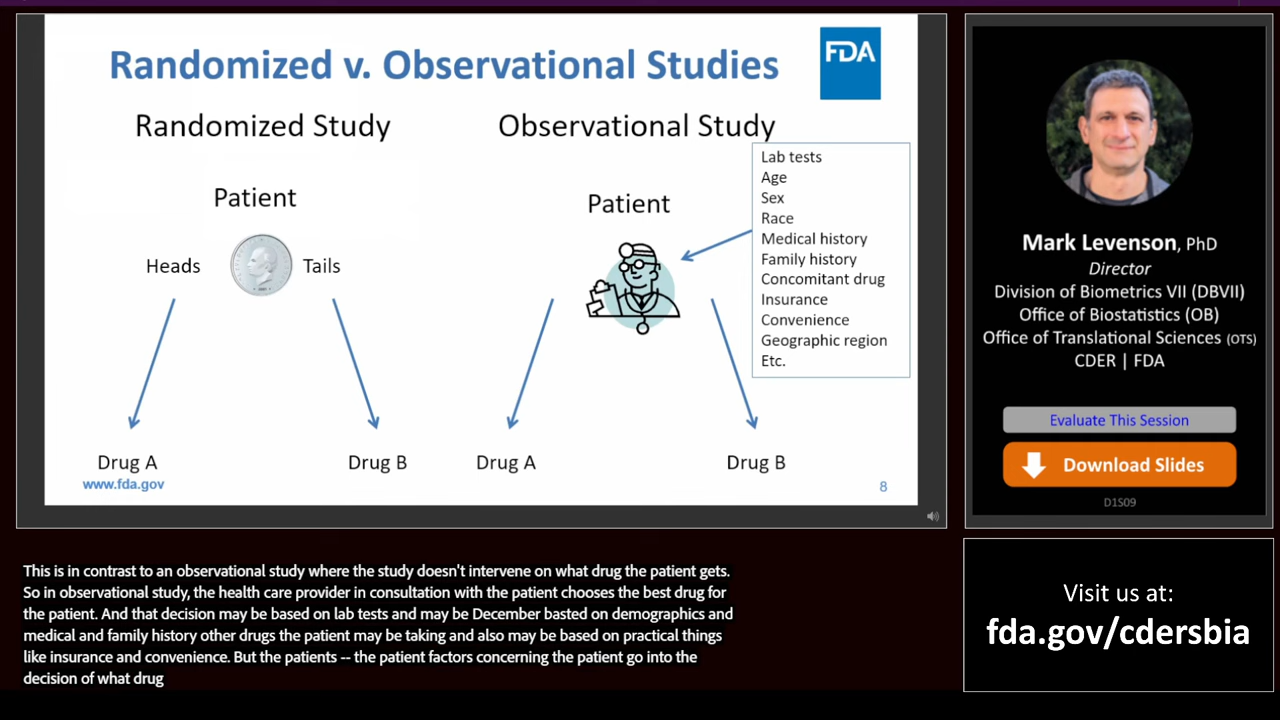 Randomized v. Observational Studies
FDA
Randomized Study
Observational Study
Patient
Heads
Tails
Drug A
Drug B
Patient
Lab tests
Age
Sex
Race
Medical history
Family history
Concomitant drug
Insurance
Convenience
Geographic region
Etc.
Drug A
Drug B
www.fda.gov
8
Mark Levenson, PhD
Director
Division of Biometrics VII (DBVII)
Office of Biostatistics (OB)
Office of Translational Sciences (OTS)
CDER | FDA
Evaluate This Session
Download Slides
D1S09
This is in contrast to an observational study where the study doesn't intervene on what drug the patient gets.
So in observational study, the health care provider in consultation with the patient chooses the best drug for
the patient. And that decision may be based on lab tests and may be December basted on demographics and
medical and family history other drugs the patient may be taking and also may be based on practical things
like insurance and convenience. But the patients -- the patient factors concerning the patient go into the
decision of what drug
Visit us at:
fda.gov/cdersbia